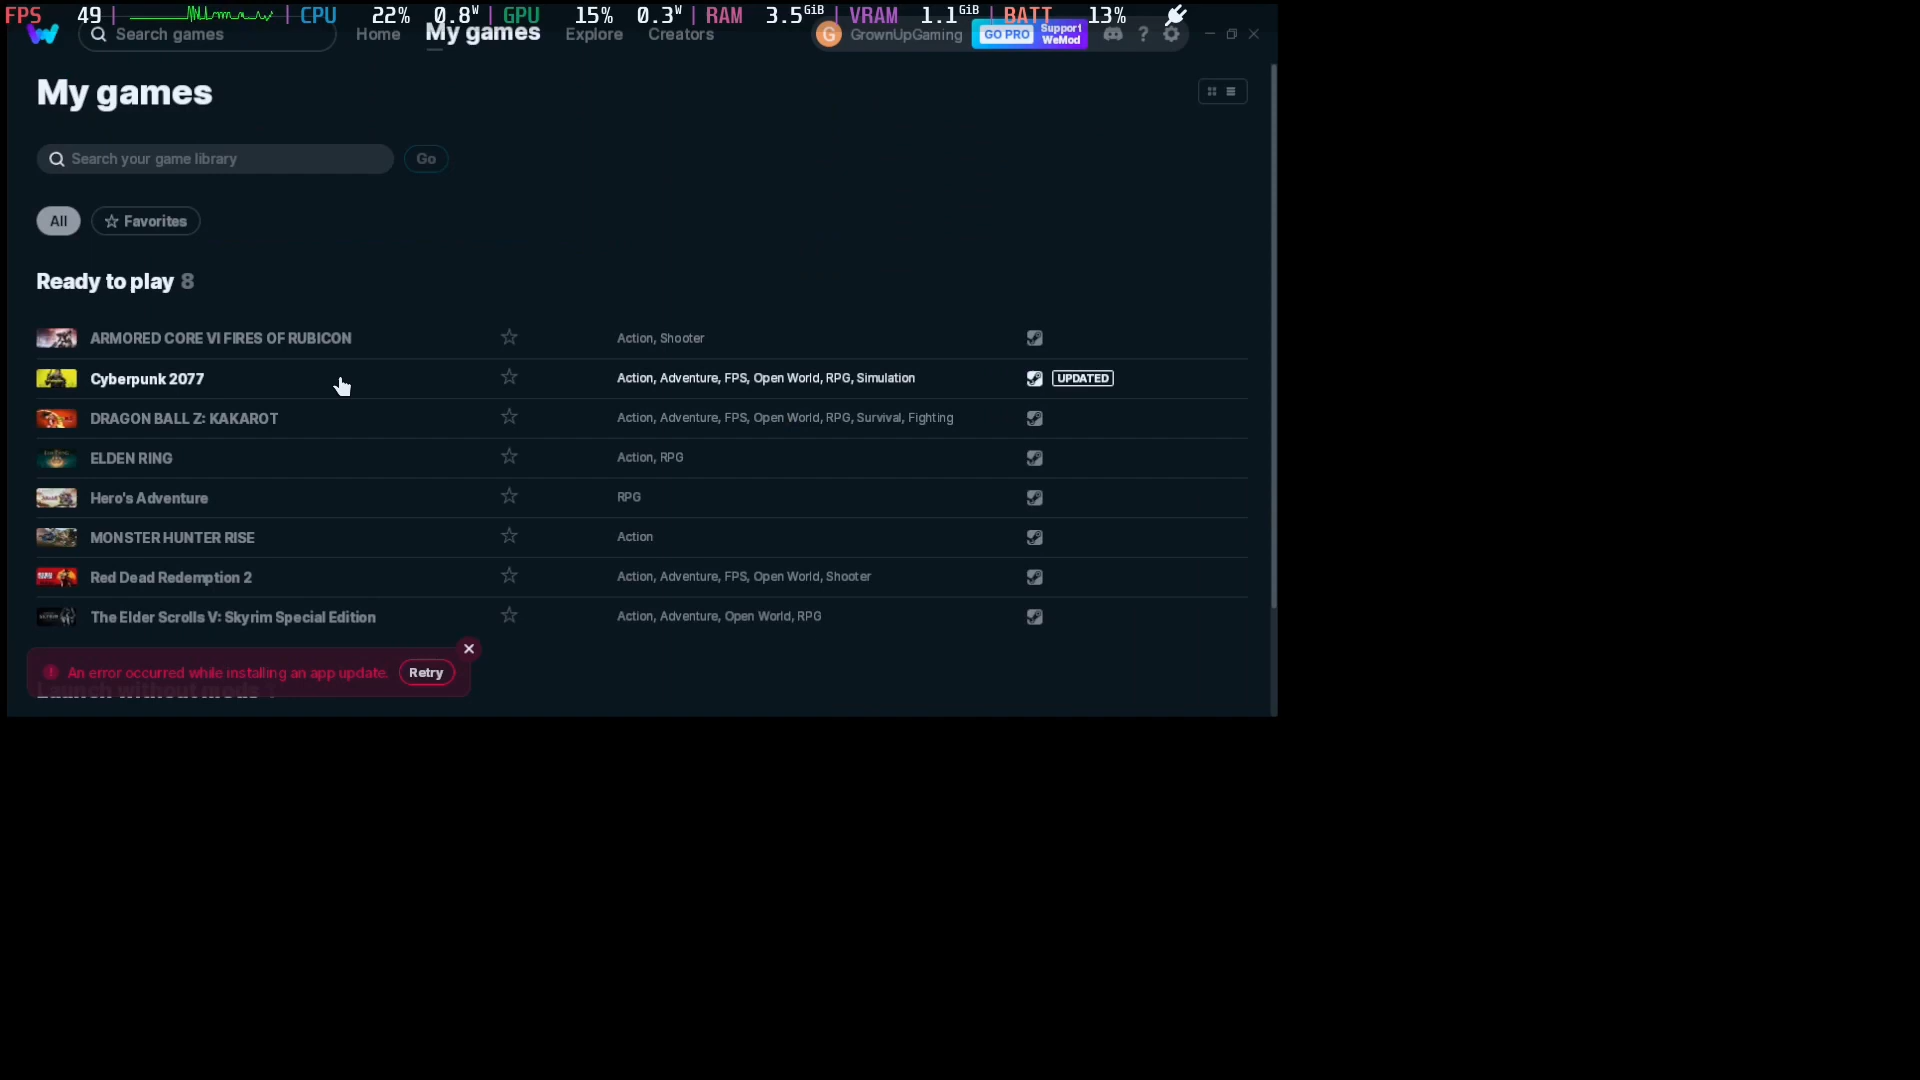 FPS 49 CPU 22% 0.8W GPU 15% 0.3W RAM 3.5GiB VRAM 1.1GiB BATT 13%
Search games Home My games Explore Creators G GrownUpGaming GO PRO Support WeMod ?
My games
Search your game library Go
All Favorites
Ready to play 8
ARMORED CORE VI FIRES OF RUBICON Action, Shooter
Cyberpunk 2077 Action, Adventure, FPS, Open World, RPG, Simulation UPDATED
DRAGON BALL Z: KAKAROT Action, Adventure, FPS, Open World, RPG, Survival, Fighting
ELDEN RING Action, RPG
Hero's Adventure RPG
MONSTER HUNTER RISE Action
Red Dead Redemption 2 Action, Adventure, FPS, Open World, Shooter
The Elder Scrolls V: Skyrim Special Edition Action, Adventure, Open World, RPG
An error occurred while installing an app update. Retry
Launch without mods